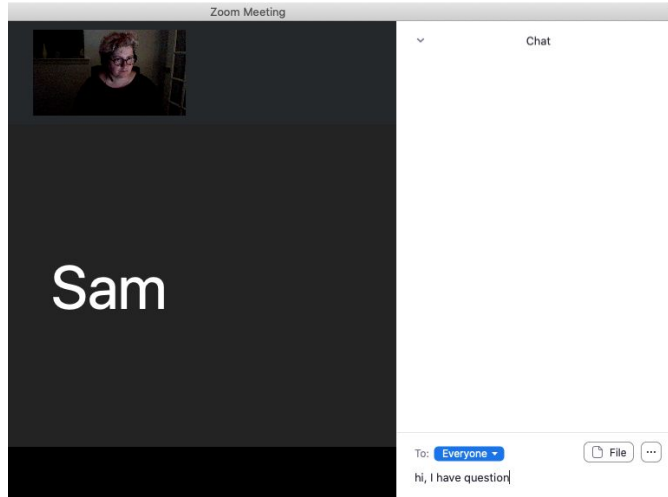 Zoom Meeting
Chat
Sam
To: Everyone
File
...
hi, I have question